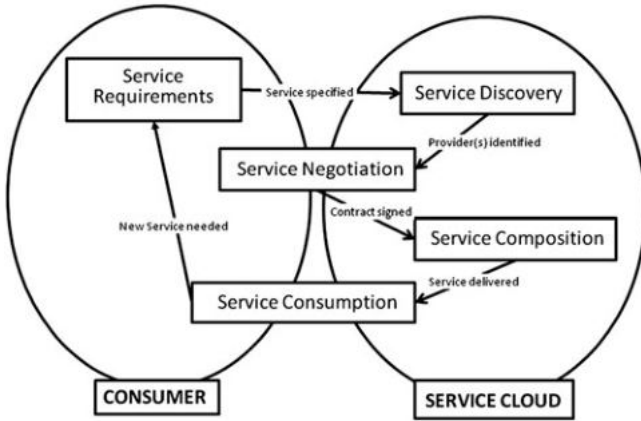 Service
Requirements
Service specified
Service Discovery
Provider(s) identified
Service Negotiation
Contract signed
New Service needed
Service Composition
Service delivered
Service Consumption
CONSUMER
SERVICE CLOUD